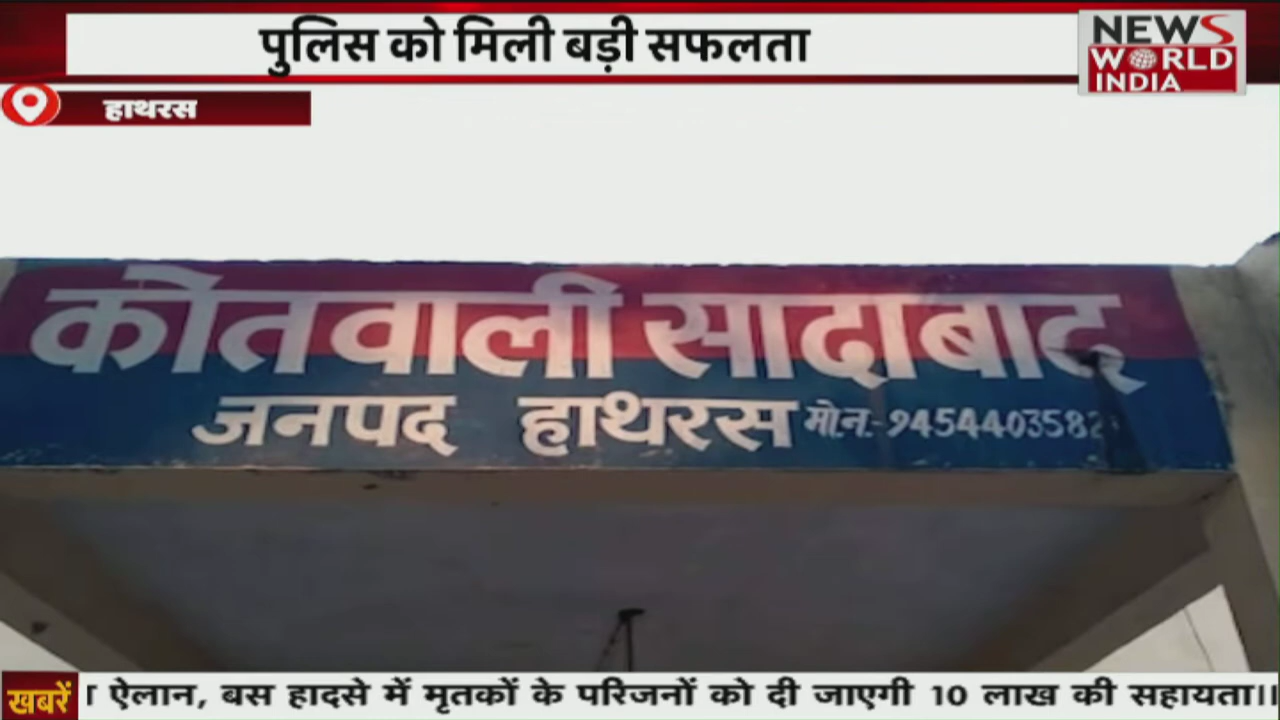 पुलिस को मिली बड़ी सफलता
NEWS
WORLD
INDIA
हाथरस
कोतवाली सादाबाद
जनपद हाथरस मो.न.-9454403582
खबरें ऐलान, बस हादसे में मृतकों के परिजनों को दी जाएगी 10 लाख की सहायता।